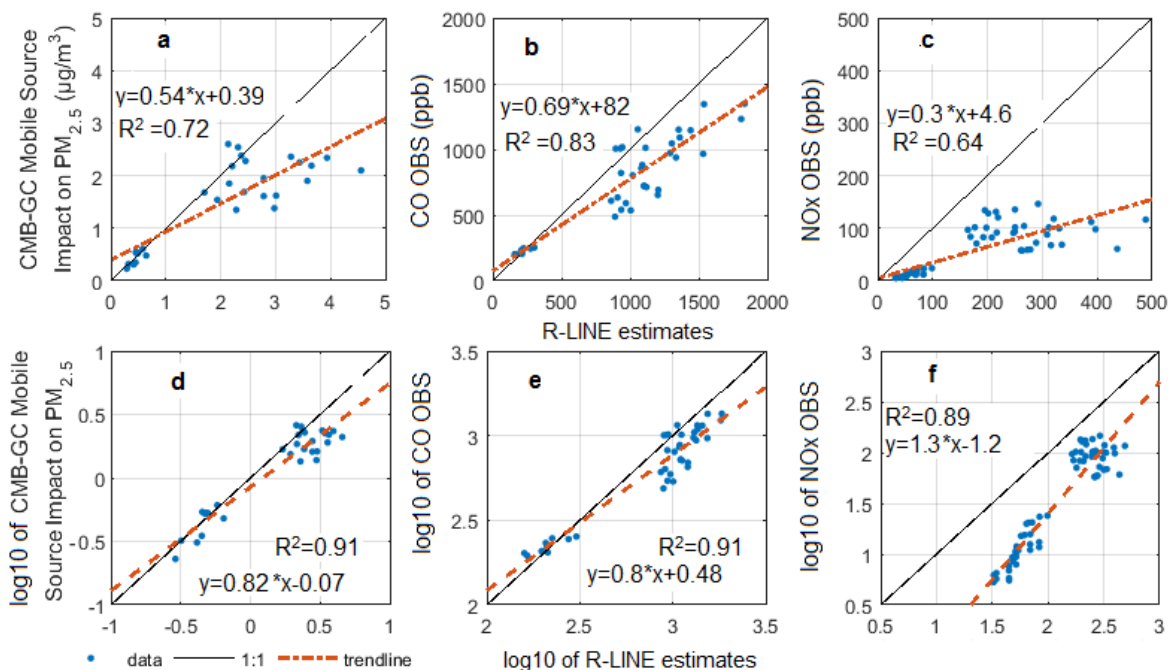 CMB-GC Mobile Source
Impact on PM2.5 (µg/m³)
5
4
3
2
1
0
a
y=0.54*x+0.39
R² =0.72
0 1 2 3 4 5
CO OBS (ppb)
2000
1500
1000
500
0
b
y=0.69*x+82
R² =0.83
0 500 1000 1500 2000
R-LINE estimates
NOx OBS (ppb)
500
400
300
200
100
0
c
y=0.3*x+4.6
R² =0.64
0 100 200 300 400 500
log10 of CMB-GC Mobile
Source Impact on PM2.5
1
0.5
0
-0.5
-1
d
R²=0.91
y=0.82*x-0.07
-1 -0.5 0 0.5 1
log10 of CO OBS
3.5
3
2.5
2
e
R²=0.91
y=0.8*x+0.48
2 2.5 3 3.5
log10 of R-LINE estimates
log10 of NOx OBS
3
2.5
2
1.5
1
0.5
f
R²=0.89
y=1.3*x-1.2
0.5 1 1.5 2 2.5 3
data 1:1 trendline